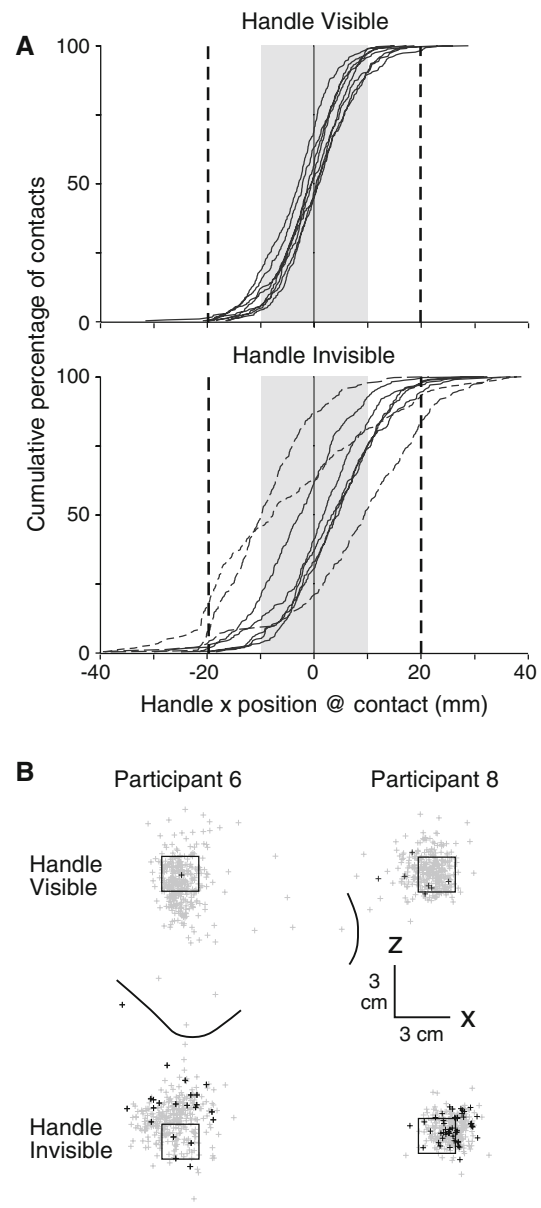 A
Handle Visible
100
50
0
Handle Invisible
100
50
0
Cumulative percentage of contacts
-40 -20 0 20 40
Handle x position @ contact (mm)
B
Participant 6
Participant 8
Handle
Visible
Z
3
cm
X
3 cm
Handle
Invisible